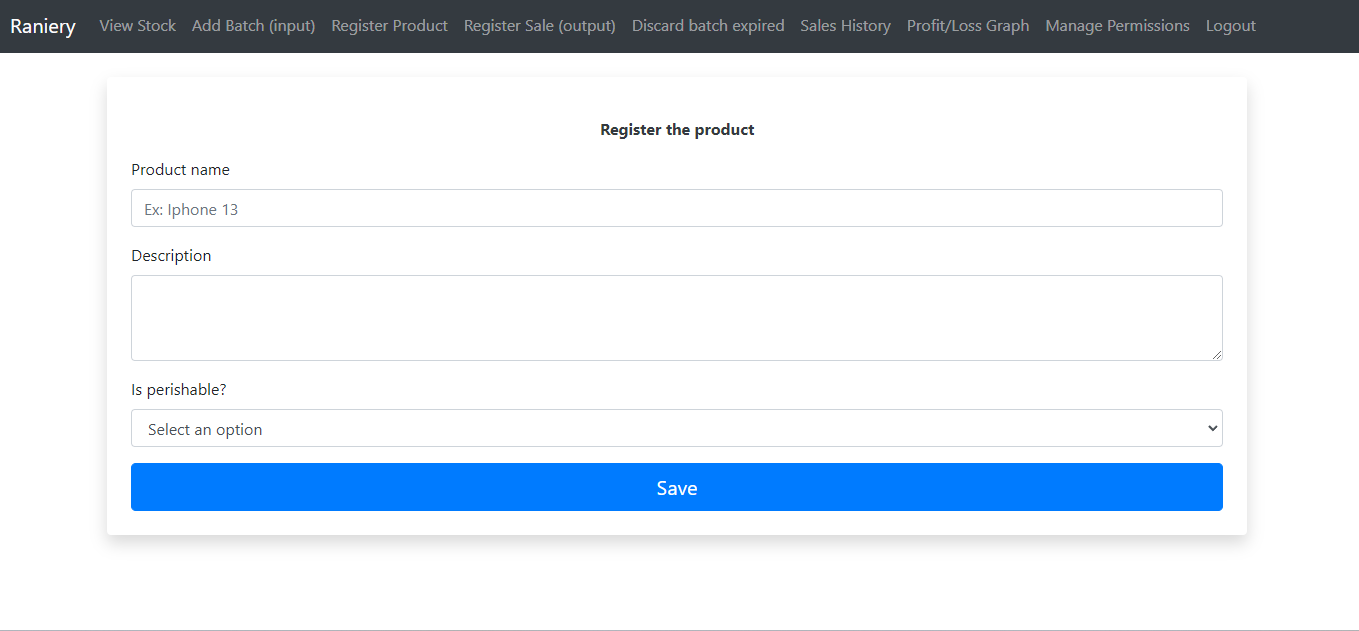 Raniery View Stock Add Batch (input) Register Product Register Sale (output) Discard batch expired Sales History Profit/Loss Graph Manage Permissions Logout
Register the product
Product name
Ex: Iphone 13
Description
Is perishable?
Select an option
Save